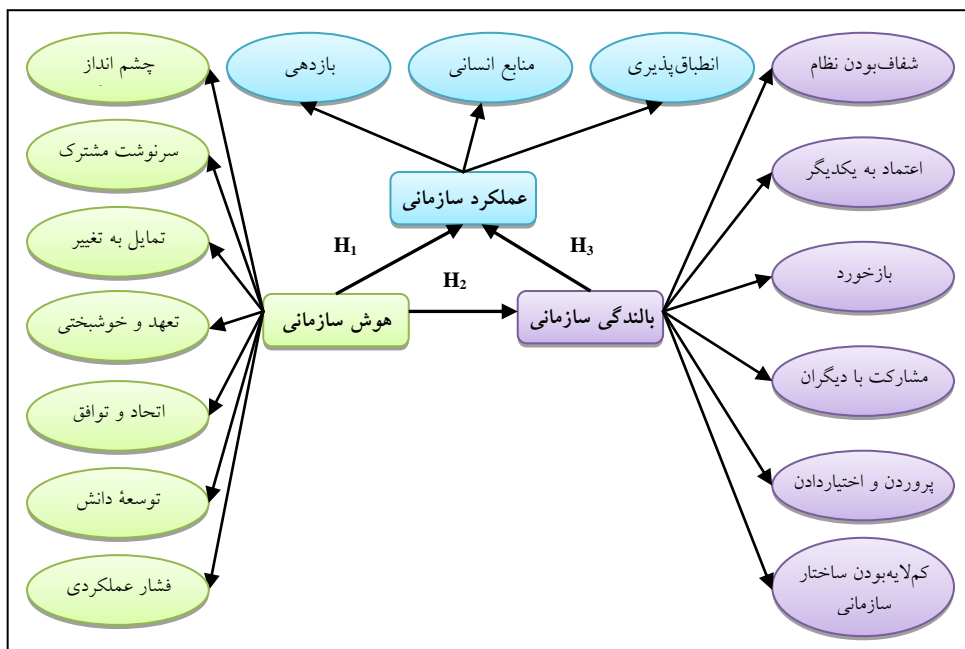 شفاف‌بودن نظام
انطباق‌پذیری
منابع انسانی
بازدهی
چشم انداز
اعتماد به یکدیگر
سرنوشت مشترک
عملکرد سازمانی
تمایل به تغییر
بازخورد
H1
H3
H2
بالندگی سازمانی
هوش سازمانی
تعهد و خوشبختی
مشارکت با دیگران
اتحاد و توافق
پروردن و اختیاردادن
توسعهٔ دانش
فشار عملکردی
کم‌لایه‌بودن ساختار
سازمانی